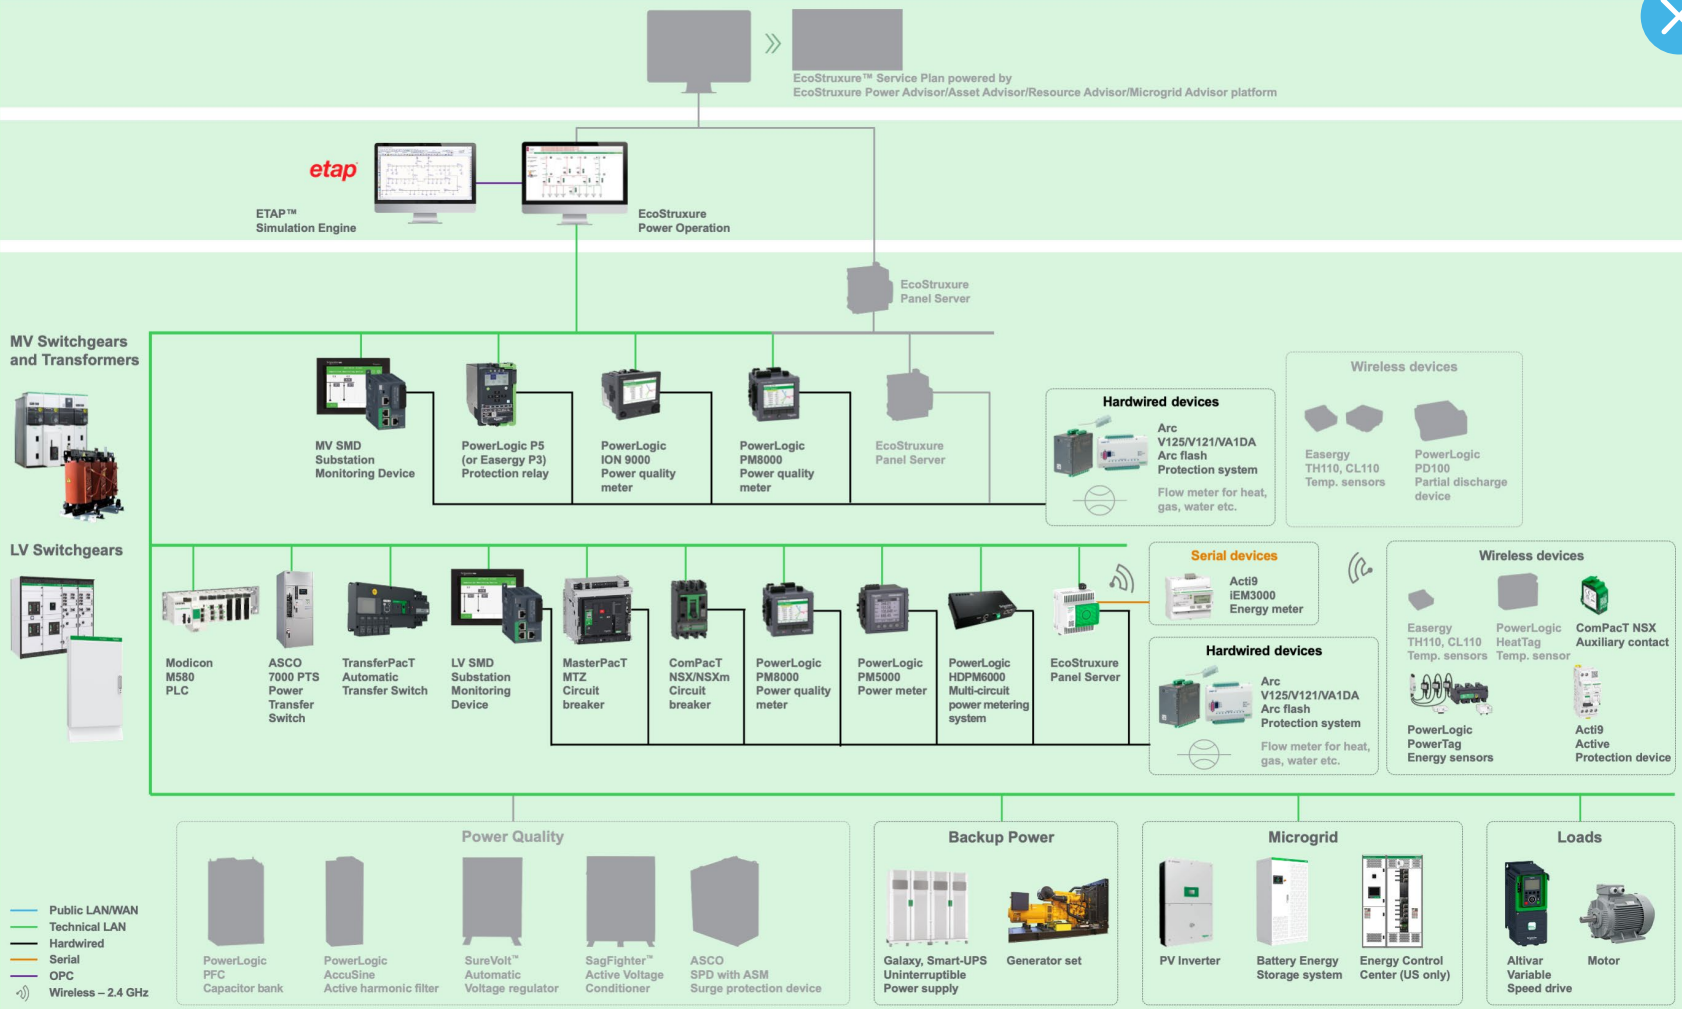 EcoStruxure™ Service Plan powered by
EcoStruxure Power Advisor/Asset Advisor/Resource Advisor/Microgrid Advisor platform
etap
ETAP™
Simulation Engine
EcoStruxure
Power Operation
EcoStruxure
Panel Server
MV Switchgears
and Transformers
MV SMD
Substation
Monitoring Device
PowerLogic P5
(or Easergy P3)
Protection relay
PowerLogic
ION 9000
Power quality
meter
PowerLogic
PM8000
Power quality
meter
EcoStruxure
Panel Server
Hardwired devices
Arc
V125/V121/VA1DA
Arc flash
Protection system
Flow meter for heat,
gas, water etc.
Wireless devices
Easergy
TH110, CL110
Temp. sensors
PowerLogic
PD100
Partial discharge
device
LV Switchgears
Modicon
M580
PLC
ASCO
7000 PTS
Power
Transfer
Switch
TransferPacT
Automatic
Transfer Switch
LV SMD
Substation
Monitoring
Device
MasterPacT
MTZ
Circuit
breaker
ComPacT
NSX/NSXm
Circuit
breaker
PowerLogic
PM8000
Power quality
meter
PowerLogic
PM5000
Power meter
PowerLogic
HDPM6000
Multi-circuit
power metering
system
EcoStruxure
Panel Server
Serial devices
Acti9
iEM3000
Energy meter
Hardwired devices
Arc
V125/V121/VA1DA
Arc flash
Protection system
Flow meter for heat,
gas, water etc.
Wireless devices
Easergy
TH110, CL110
Temp. sensors
PowerLogic
HeatTag
Temp. sensor
ComPacT NSX
Auxiliary contact
PowerLogic
PowerTag
Energy sensors
Acti9
Active
Protection device
Power Quality
PowerLogic
PFC
Capacitor bank
PowerLogic
AccuSine
Active harmonic filter
SureVolt™
Automatic
Voltage regulator
SagFighter™
Active Voltage
Conditioner
ASCO
SPD with ASM
Surge protection device
Backup Power
Galaxy, Smart-UPS
Uninterruptible
Power supply
Generator set
Microgrid
PV Inverter
Battery Energy
Storage system
Energy Control
Center (US only)
Loads
Altivar
Variable
Speed drive
Motor
Public LAN/WAN
Technical LAN
Hardwired
Serial
OPC
Wireless – 2.4 GHz